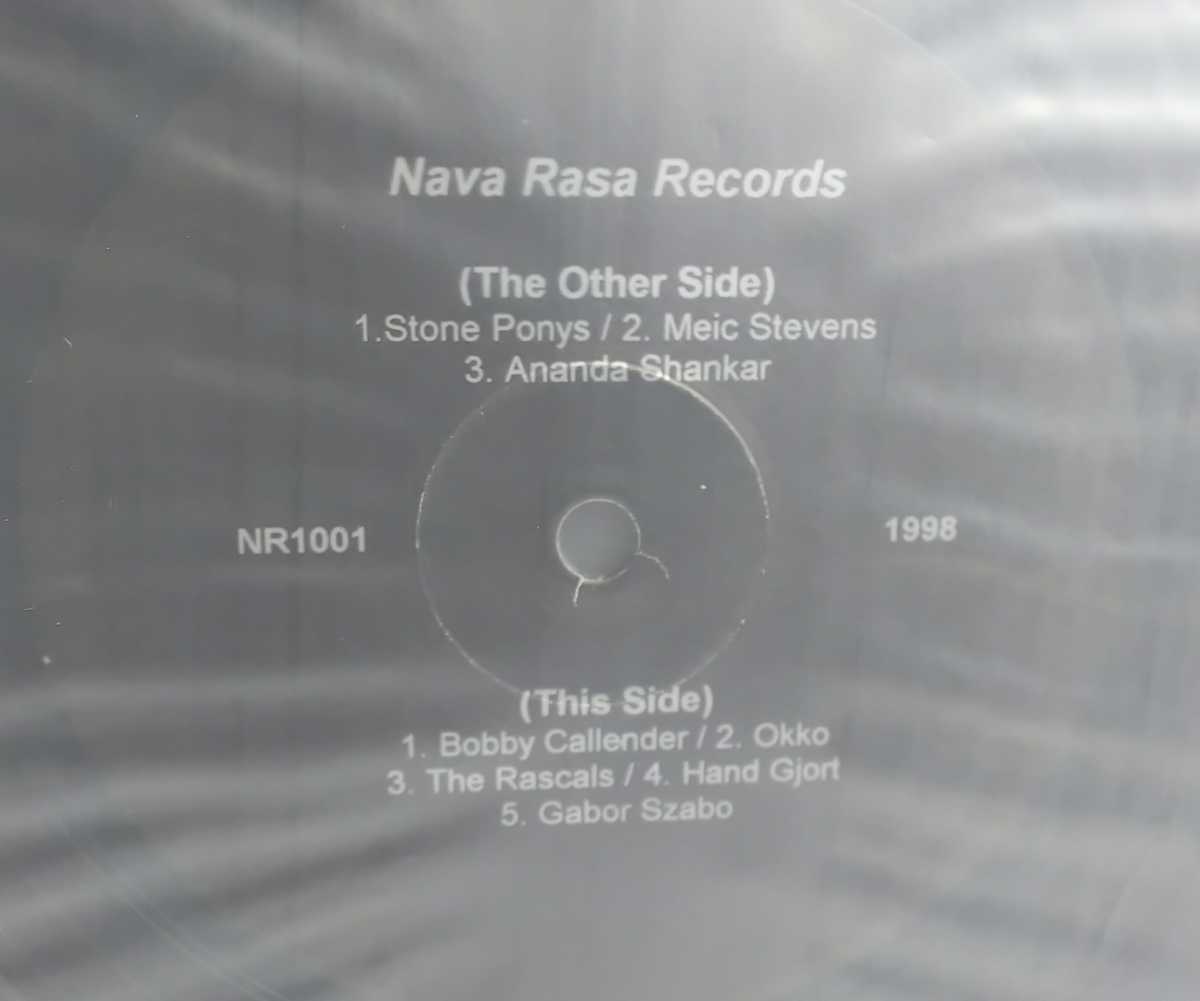 Nava Rasa Records
(The Other Side)
1.Stone Ponys / 2. Meic Stevens
3. Ananda Shankar
NR1001
1998
(This Side)
1. Bobby Callender / 2. Okko
3. The Rascals / 4. Hand Gjort
5. Gabor Szabo